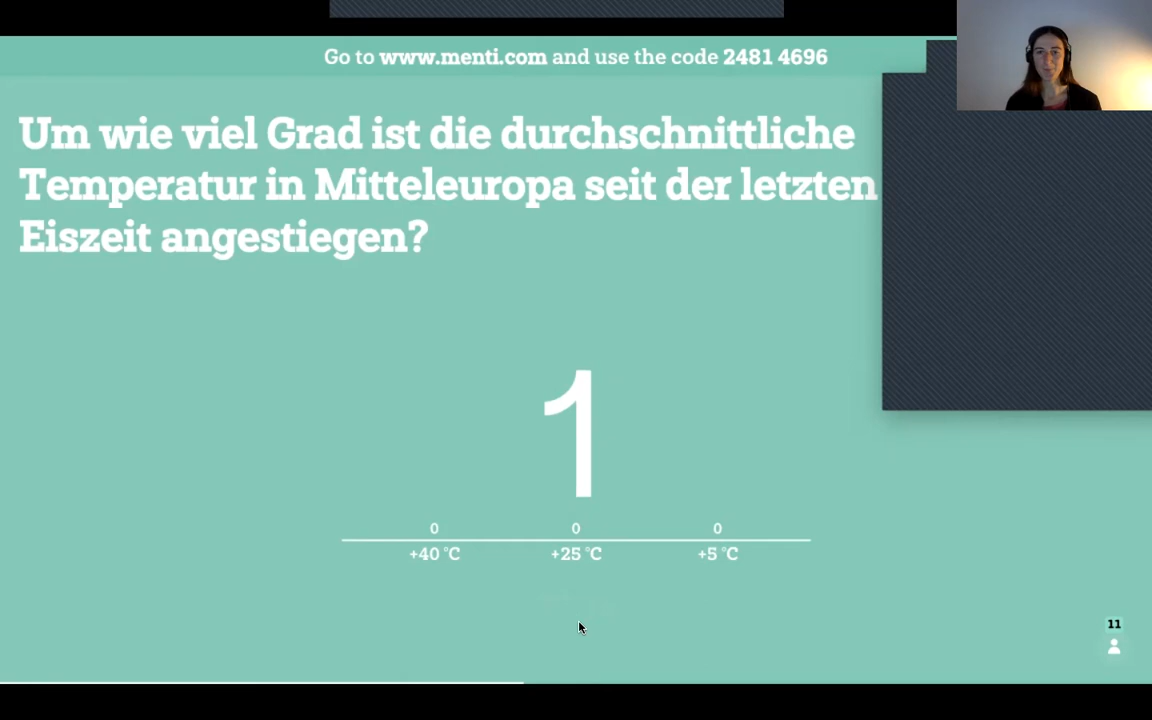 Go to www.menti.com and use the code 2481 4696
Um wie viel Grad ist die durchschnittliche
Temperatur in Mitteleuropa seit der letzten
Eiszeit angestiegen?
1
0 0 0
+40 °C +25 °C +5 °C
11